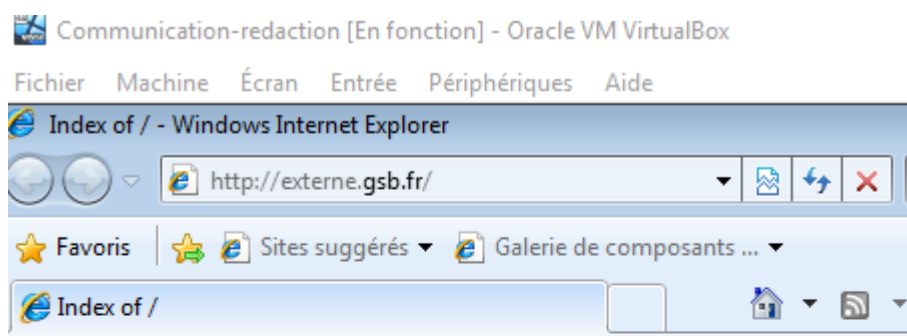 Communication-redaction [En fonction] - Oracle VM VirtualBox
Fichier Machine Écran Entrée Périphériques Aide
Index of / - Windows Internet Explorer
http://externe.gsb.fr/
Favoris Sites suggérés Galerie de composants ...
Index of /